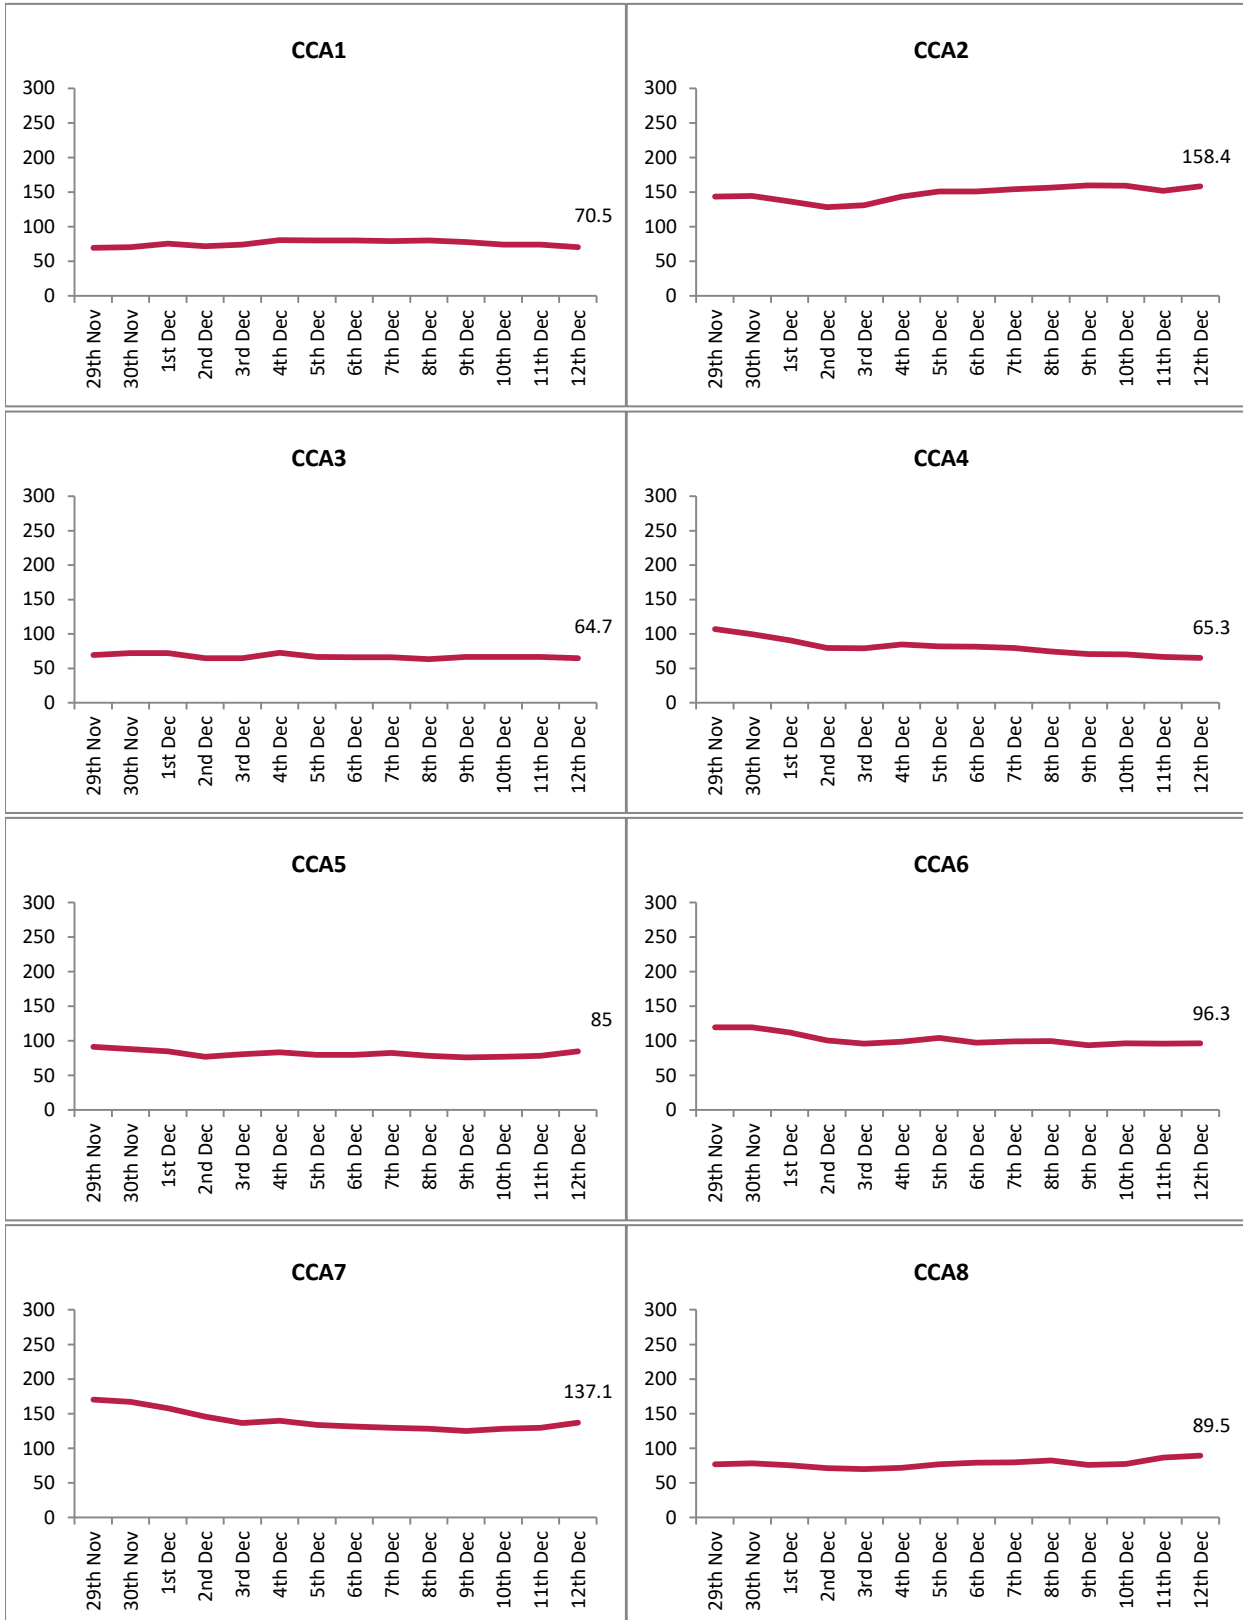 CCA1
300
250
200
150
100
50
0
70.5
29th Nov
30th Nov
1st Dec
2nd Dec
3rd Dec
4th Dec
5th Dec
6th Dec
7th Dec
8th Dec
9th Dec
10th Dec
11th Dec
12th Dec
CCA2
300
250
200
150
100
50
0
158.4
29th Nov
30th Nov
1st Dec
2nd Dec
3rd Dec
4th Dec
5th Dec
6th Dec
7th Dec
8th Dec
9th Dec
10th Dec
11th Dec
12th Dec
CCA3
300
250
200
150
100
50
0
64.7
29th Nov
30th Nov
1st Dec
2nd Dec
3rd Dec
4th Dec
5th Dec
6th Dec
7th Dec
8th Dec
9th Dec
10th Dec
11th Dec
12th Dec
CCA4
300
250
200
150
100
50
0
65.3
29th Nov
30th Nov
1st Dec
2nd Dec
3rd Dec
4th Dec
5th Dec
6th Dec
7th Dec
8th Dec
9th Dec
10th Dec
11th Dec
12th Dec
CCA5
300
250
200
150
100
50
0
85
29th Nov
30th Nov
1st Dec
2nd Dec
3rd Dec
4th Dec
5th Dec
6th Dec
7th Dec
8th Dec
9th Dec
10th Dec
11th Dec
12th Dec
CCA6
300
250
200
150
100
50
0
96.3
29th Nov
30th Nov
1st Dec
2nd Dec
3rd Dec
4th Dec
5th Dec
6th Dec
7th Dec
8th Dec
9th Dec
10th Dec
11th Dec
12th Dec
CCA7
300
250
200
150
100
50
0
137.1
29th Nov
30th Nov
1st Dec
2nd Dec
3rd Dec
4th Dec
5th Dec
6th Dec
7th Dec
8th Dec
9th Dec
10th Dec
11th Dec
12th Dec
CCA8
300
250
200
150
100
50
0
89.5
29th Nov
30th Nov
1st Dec
2nd Dec
3rd Dec
4th Dec
5th Dec
6th Dec
7th Dec
8th Dec
9th Dec
10th Dec
11th Dec
12th Dec